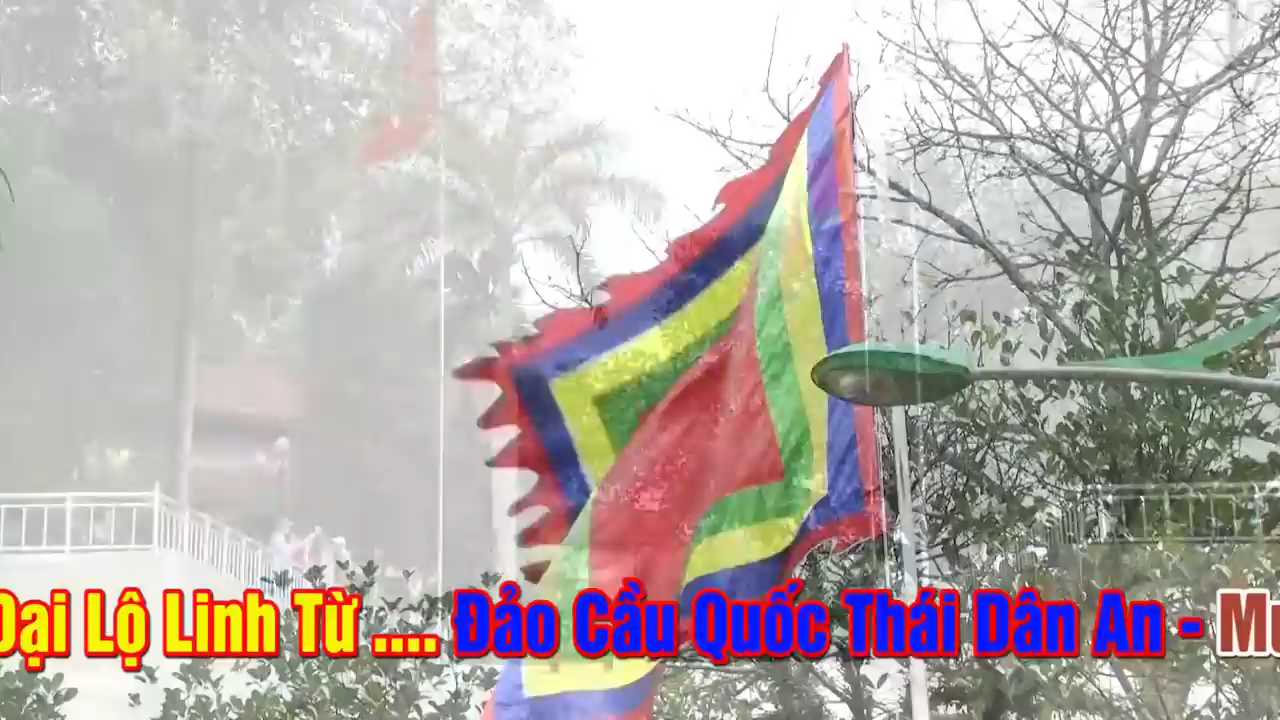 Đại Lộ Linh Từ .... Đảo Cầu Quốc Thái Dân An -